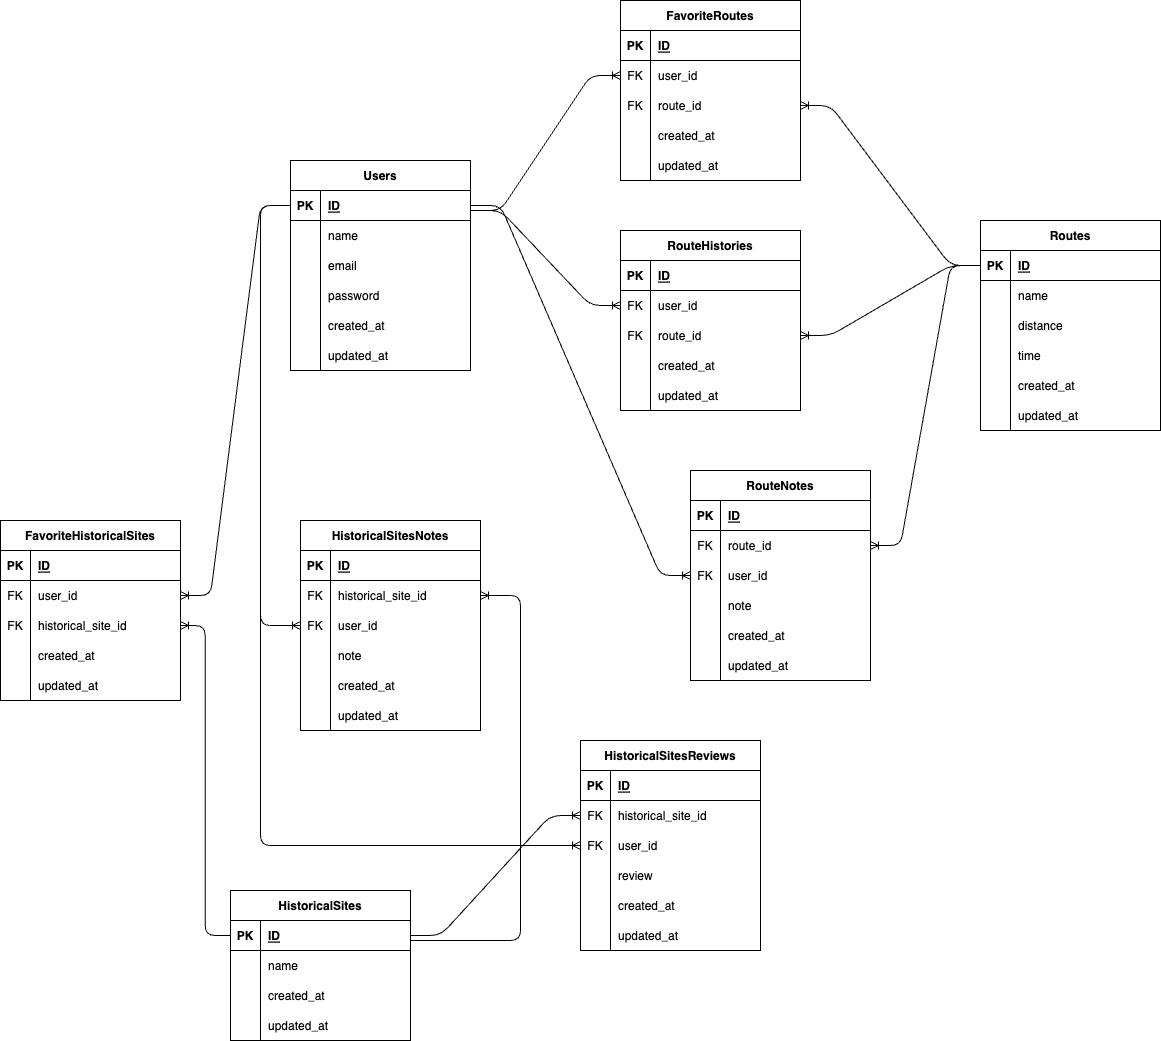 FavoriteRoutes
PK ID
FK user_id
FK route_id
created_at
updated_at
Users
PK ID
name
email
password
created_at
updated_at
RouteHistories
PK ID
FK user_id
FK route_id
created_at
updated_at
Routes
PK ID
name
distance
time
created_at
updated_at
RouteNotes
PK ID
FK route_id
FK user_id
note
created_at
updated_at
FavoriteHistoricalSites
PK ID
FK user_id
FK historical_site_id
created_at
updated_at
HistoricalSitesNotes
PK ID
FK historical_site_id
FK user_id
note
created_at
updated_at
HistoricalSitesReviews
PK ID
FK historical_site_id
FK user_id
review
created_at
updated_at
HistoricalSites
PK ID
name
created_at
updated_at